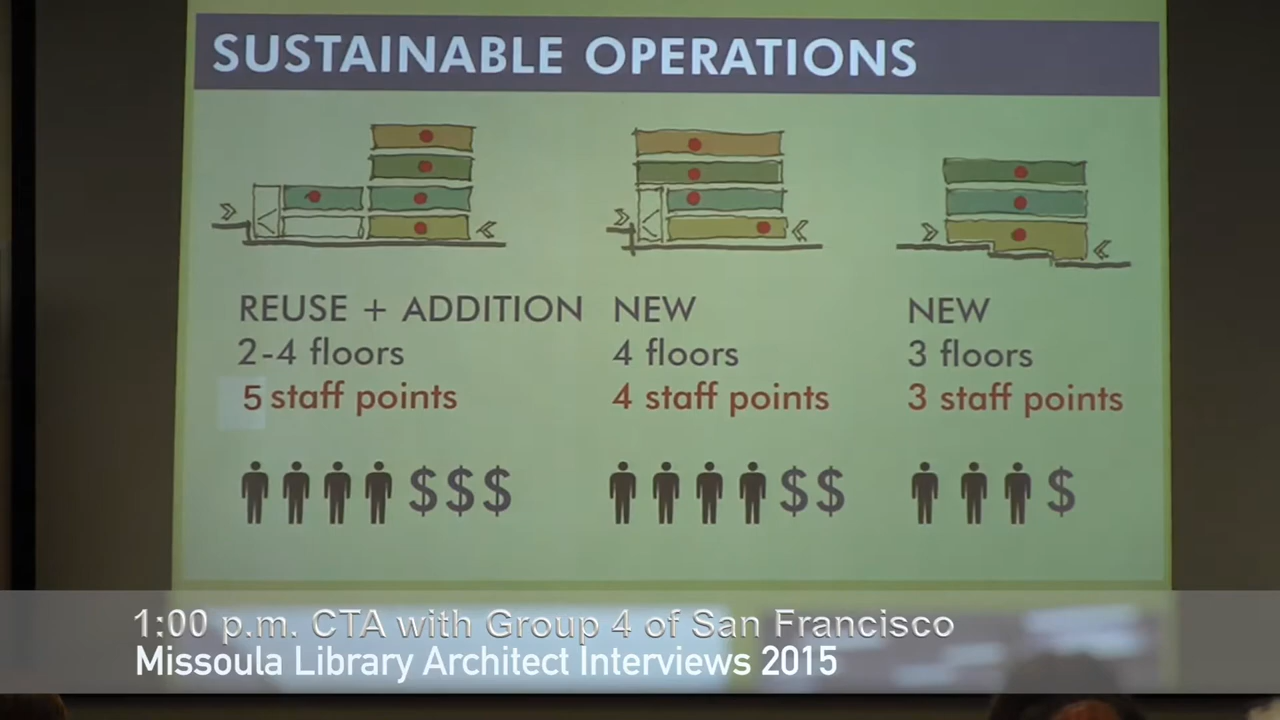 SUSTAINABLE OPERATIONS
REUSE + ADDITION
2-4 floors
5 staff points
$$$
NEW
4 floors
4 staff points
$$
NEW
3 floors
3 staff points
$
1:00 p.m. CTA with Group 4 of San Francisco
Missoula Library Architect Interviews 2015